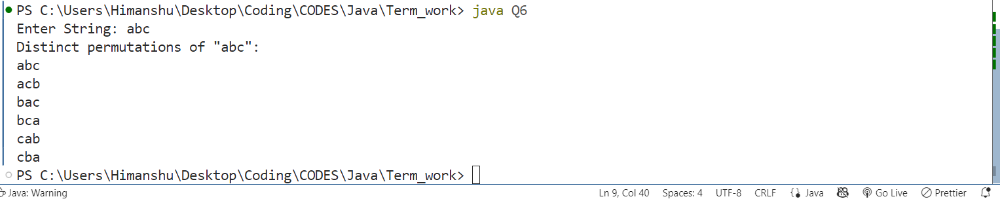 PS C:\Users\Himanshu\Desktop\Coding\CODES\Java\Term_work> java Q6
Enter String: abc
Distinct permutations of "abc":
abc
acb
bac
bca
cab
cba
PS C:\Users\Himanshu\Desktop\Coding\CODES\Java\Term_work>
Java: Warning Ln 9, Col 40 Spaces: 4 UTF-8 CRLF Java Go Live Prettier